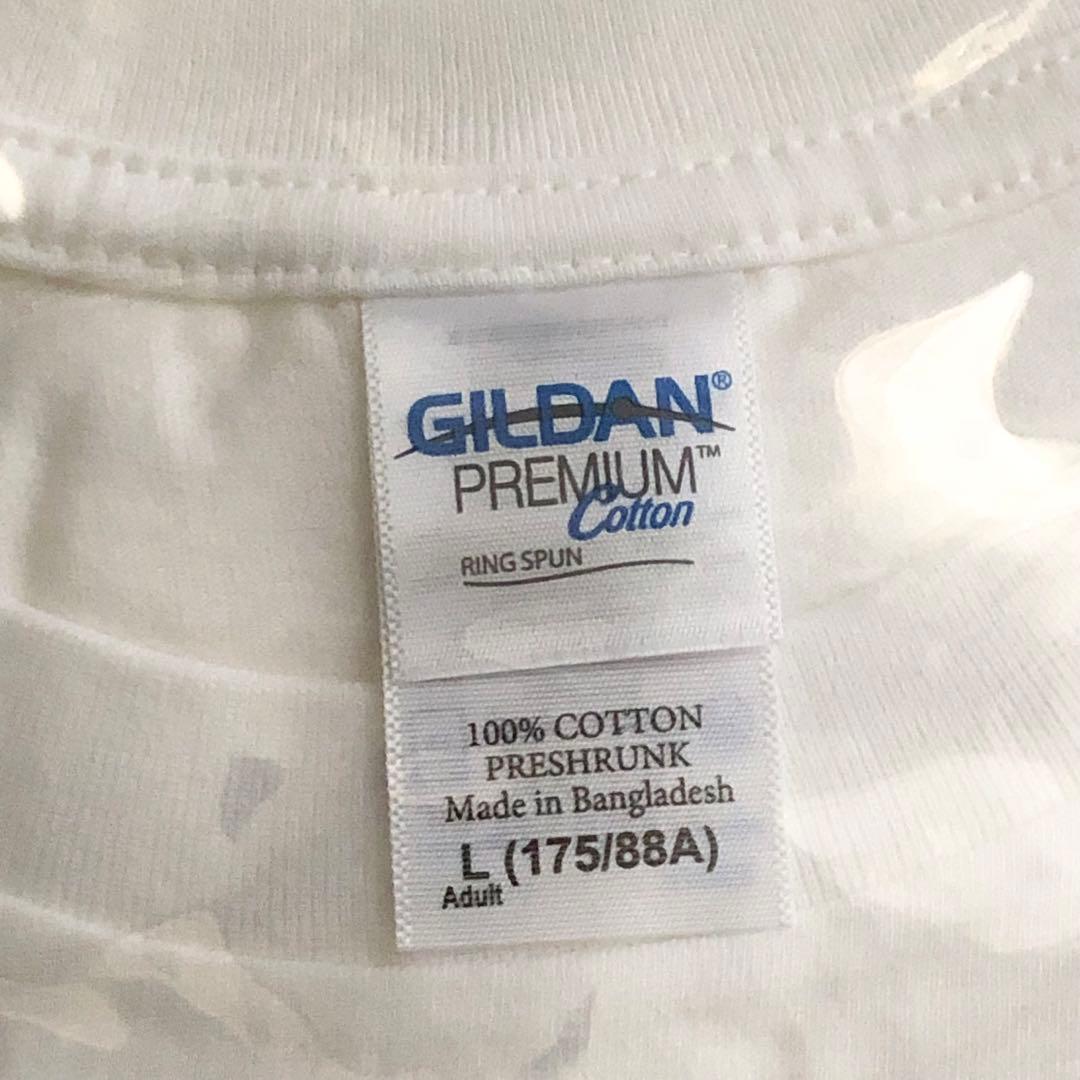 GILDAN®
PREMIUM™
Cotton
RING SPUN
100% COTTON
PRESHRUNK
Made in Bangladesh
L (175/88A)
Adult